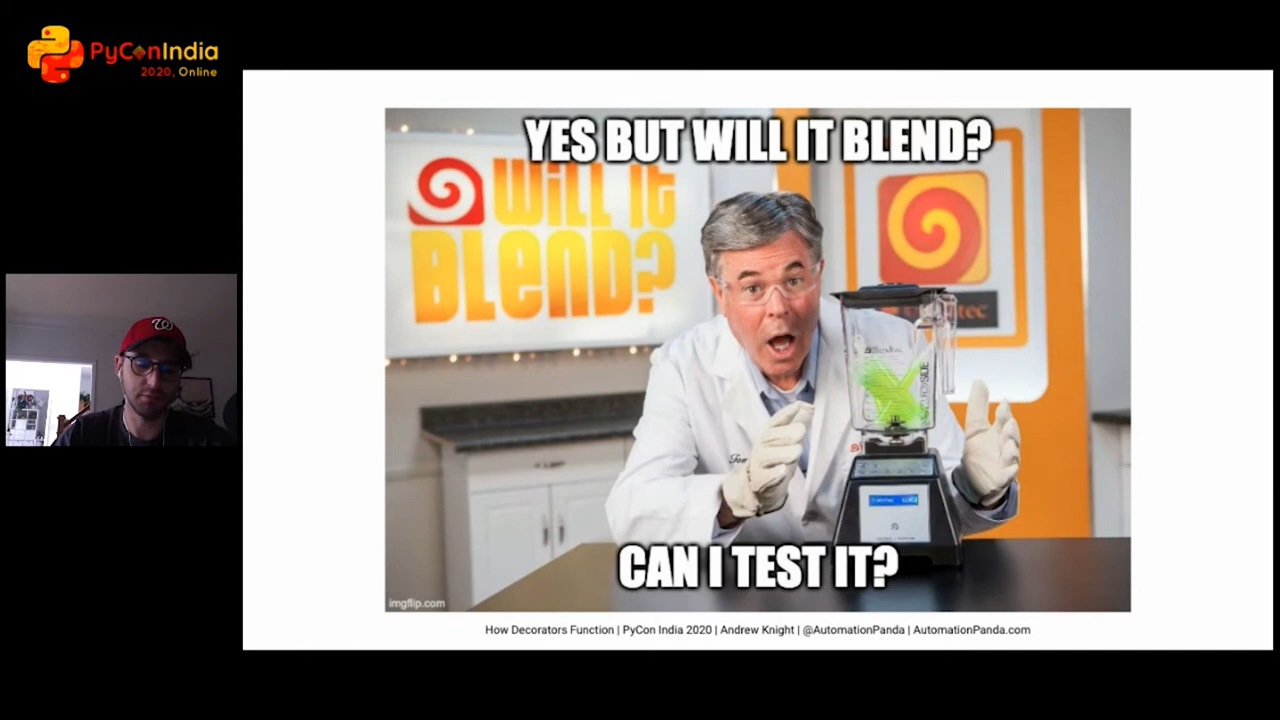 PyConIndia
2020, Online
YES BUT WILL IT BLEND?
WiLL iT
BLenD?
CAN I TEST IT?
imgflip.com
How Decorators Function | PyCon India 2020 | Andrew Knight | @AutomationPanda | AutomationPanda.com